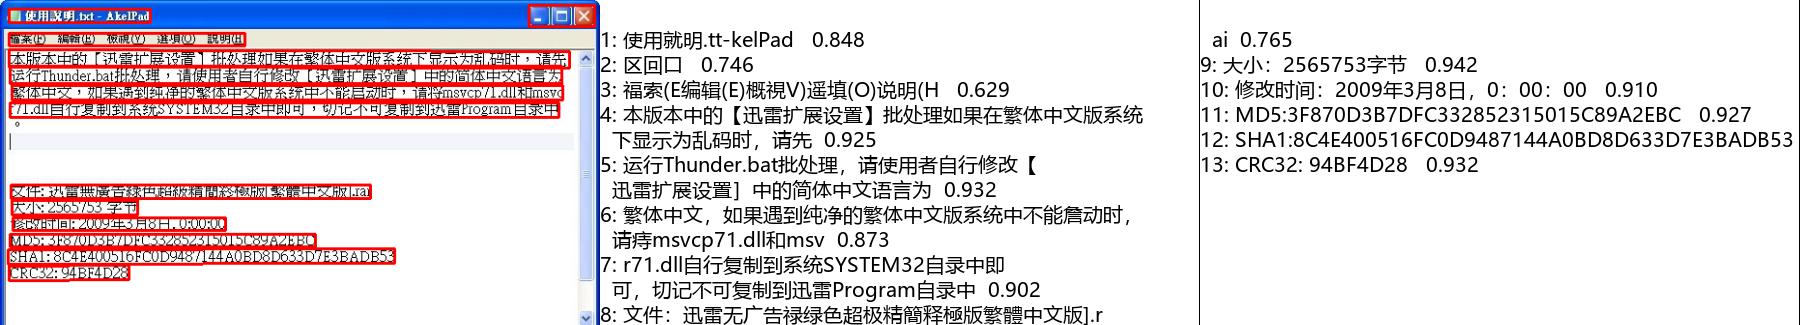 使用説明.txt - AkelPad
檔案(F) 編輯(E) 檢視(V) 選項(O) 説明(H)
本版本中的【迅雷扩展设置】批处理如果在繁体中文版系统下显示为乱码时，请先
运行Thunder.bat批处理，请使用者自行修改【迅雷扩展设置】中的简体中文语言为
繁体中文，如果遇到纯净的繁体中文版系统中不能启动时，请将msvcp71.dll和msvc
r71.dll自行复制到系统SYSTEM32目录中即可，切记不可复制到迅雷Program目录中
。
文件: 迅雷無廣告綠色超級精簡終極版[繁體中文版].rar
大小: 2565753 字节
修改时间: 2009年3月8日, 0:00:00
MD5: 3F870D3B7DFC332852315015C89A2EBC
SHA1: 8C4E400516FC0D9487144A0BD8D633D7E3BADB53
CRC32: 94BF4D28
1: 使用就明.tt-kelPad 0.848
2: 区回口 0.746
3: 福索(E编辑(E)概視V)遥填(O)说明(H 0.629
4: 本版本中的【迅雷扩展设置】批处理如果在繁体中文版系统
下显示为乱码时，请先 0.925
5: 运行Thunder.bat批处理，请使用者自行修改【
迅雷扩展设置］中的简体中文语言为 0.932
6: 繁体中文，如果遇到纯净的繁体中文版系统中不能詹动时，
请痔msvcp71.dll和msv 0.873
7: r71.dll自行复制到系统SYSTEM32自录中即
可，切记不可复制到迅雷Program自录中 0.902
8: 文件：迅雷无广告禄绿色超极精簡释極版繁體中文版].r
ai 0.765
9: 大小：2565753字节 0.942
10: 修改时间：2009年3月8日，0：00：00 0.910
11: MD5:3F870D3B7DFC332852315015C89A2EBC 0.927
12: SHA1:8C4E400516FC0D9487144A0BD8D633D7E3BADB53
13: CRC32: 94BF4D28 0.932